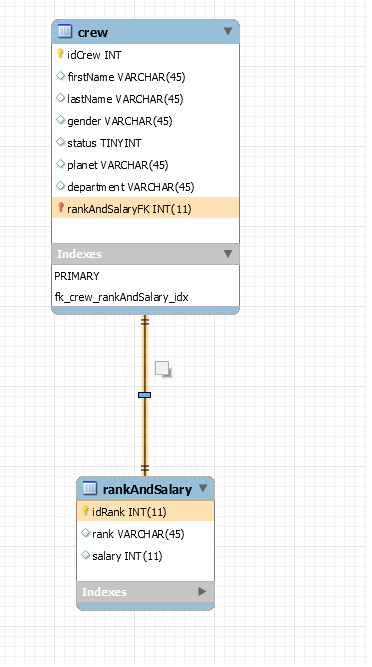 crew
idCrew INT
firstName VARCHAR(45)
lastName VARCHAR(45)
gender VARCHAR(45)
status TINYINT
planet VARCHAR(45)
department VARCHAR(45)
rankAndSalaryFK INT(11)
Indexes
PRIMARY
fk_crew_rankAndSalary_idx
rankAndSalary
idRank INT(11)
rank VARCHAR(45)
salary INT(11)
Indexes